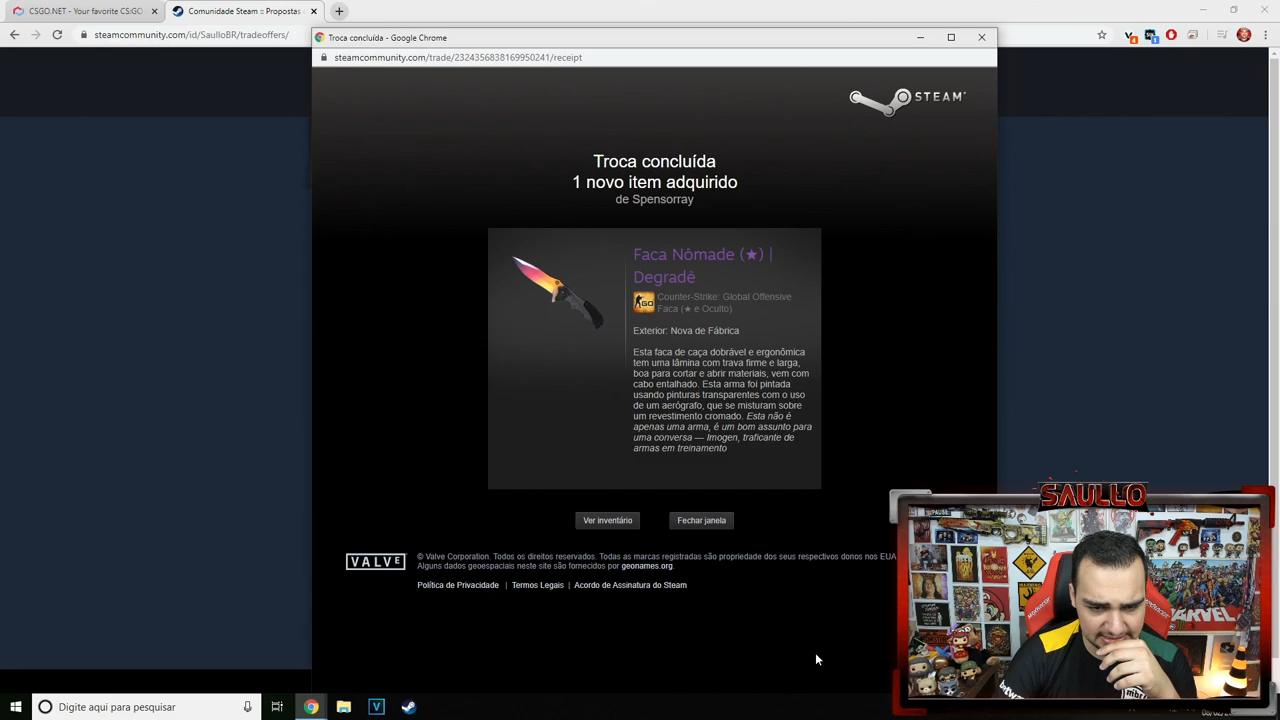 CSGO.NET - Your favorite CS:GO
Comunidade Steam :: Propostas
steamcommunity.com/id/SaulloBR/tradeoffers/
Troca concluída - Google Chrome
steamcommunity.com/trade/2324356838169950241/receipt
STEAM
Troca concluída
1 novo item adquirido
de Spensorray
Faca Nômade (★) |
Degradê
GO
Counter-Strike: Global Offensive
Faca (★ e Oculto)
Exterior: Nova de Fábrica
Esta faca de caça dobrável e ergonômica
tem uma lâmina com trava firme e larga,
boa para cortar e abrir materiais, vem com
cabo entalhado. Esta arma foi pintada
usando pinturas transparentes com o uso
de um aerógrafo, que se misturam sobre
um revestimento cromado. Esta não é
apenas uma arma, é um bom assunto para
uma conversa — Imogen, traficante de
armas em treinamento
Ver inventário
Fechar janela
VALVE
© Valve Corporation. Todos os direitos reservados. Todas as marcas registradas são propriedade dos seus respectivos donos nos EUA
Alguns dados geoespaciais neste site são fornecidos por geonames.org.
Política de Privacidade | Termos Legais | Acordo de Assinatura do Steam
SAULLO
MARVEL
Digite aqui para pesquisar